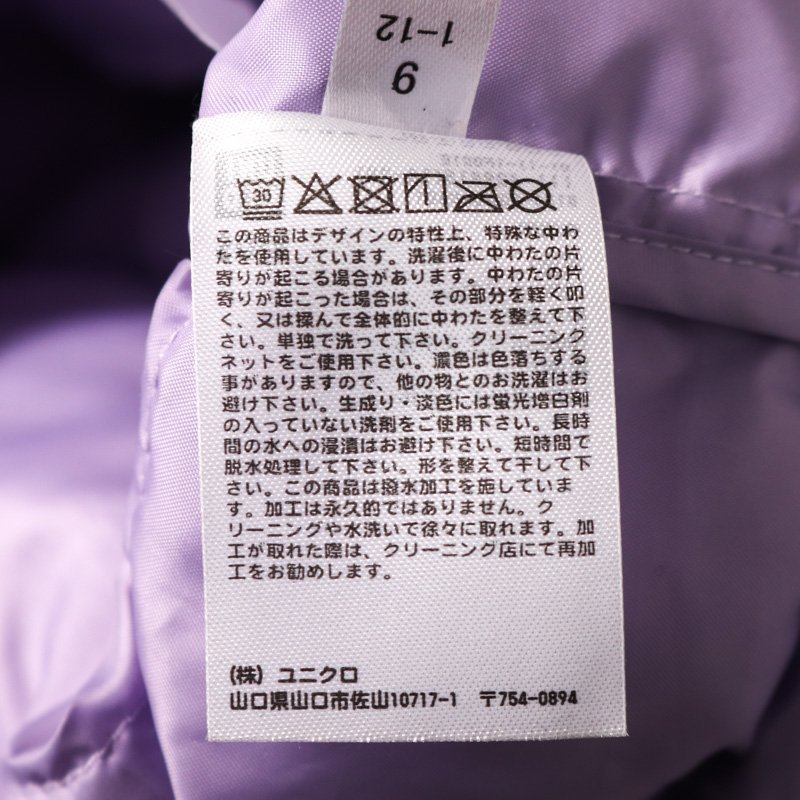 1-12
9
30
この商品はデザインの特性上、特殊な中わ
たを使用しています。洗濯後に中わたの片
寄りが起こる場合があります。中わたの片
寄りが起こった場合は、その部分を軽く叩
く、又は揉んで全体的に中わたを整えて下
さい。単独で洗って下さい。クリーニング
ネットをご使用下さい。濃色は色落ちする
事がありますので、他の物とのお洗濯はお
避け下さい。生成り・淡色には蛍光増白剤
の入っていない洗剤をご使用下さい。長時
間の水への浸漬はお避け下さい。短時間で
脱水処理して下さい。形を整えて干して下
さい。この商品は撥水加工を施していま
す。加工は永久的ではありません。ク
リーニングや水洗いで徐々に取れます。加
工が取れた際は、クリーニング店にて再加
工をお勧めします。
(株) ユニクロ
山口県山口市佐山10717-1 〒754-0894